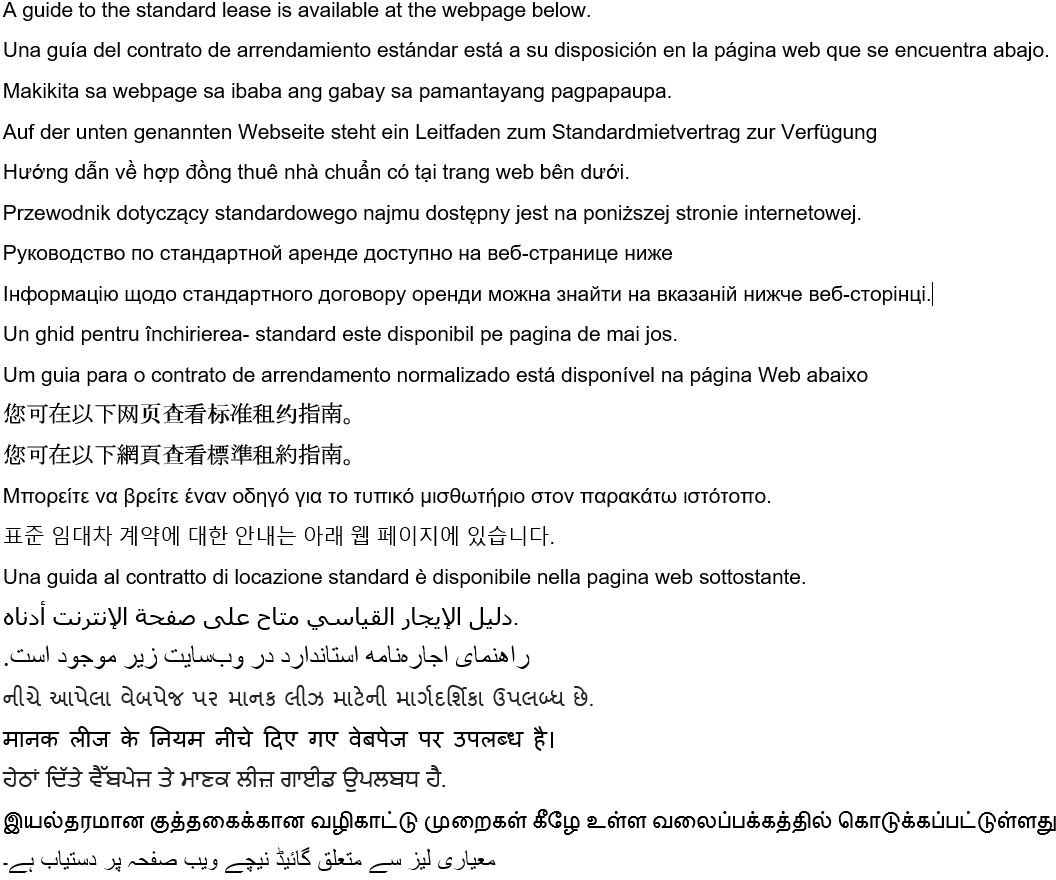 A guide to the standard lease is available at the webpage below.
Una guía del contrato de arrendamiento estándar está a su disposición en la página web que se encuentra abajo.
Makikita sa webpage sa ibaba ang gabay sa pamantayang pagpapaupa.
Auf der unten genannten Webseite steht ein Leitfaden zum Standardmietvertrag zur Verfügung
Hướng dẫn về hợp đồng thuê nhà chuẩn có tại trang web bên dưới.
Przewodnik dotyczący standardowego najmu dostępny jest na poniższej stronie internetowej.
Руководство по стандартной аренде доступно на веб-странице ниже
Інформацію щодо стандартного договору оренди можна знайти на вказаній нижче веб-сторінці.
Un ghid pentru închirierea- standard este disponibil pe pagina de mai jos.
Um guia para o contrato de arrendamento normalizado está disponível na página Web abaixo
您可在以下网页查看标准租约指南。
您可在以下網頁查看標準租約指南。
Μπορείτε να βρείτε έναν οδηγό για το τυπικό μισθωτήριο στον παρακάτω ιστότοπο.
표준 임대차 계약에 대한 안내는 아래 웹 페이지에 있습니다.
Una guida al contratto di locazione standard è disponibile nella pagina web sottostante.
دليل الإيجار القياسي متاح على صفحة الإنترنت أدناه.
راهنمای اجاره‌نامه استاندارد در وب‌سایت زیر موجود است.
નીચે આપેલા વેબપેજ પર માનક લીઝ માટેની માર્ગદર્શિકા ઉપલબ્ધ છે.
मानक लीज के नियम नीचे दिए गए वेबपेज पर उपलब्ध है।
ਹੇਠਾਂ ਦਿੱਤੇ ਵੈੱਬਪੇਜ ਤੇ ਮਾਣਕ ਲੀਜ਼ ਗਾਈਡ ਉਪਲਬਧ ਹੈ.
இயல்தரமான குத்தகைக்கான வழிகாட்டு முறைகள் கீழே உள்ள வலைப்பக்கத்தில் கொடுக்கப்பட்டுள்ளது
معیاری لیز سے متعلق گائیڈ نیچے ویب صفحہ پر دستیاب ہے۔